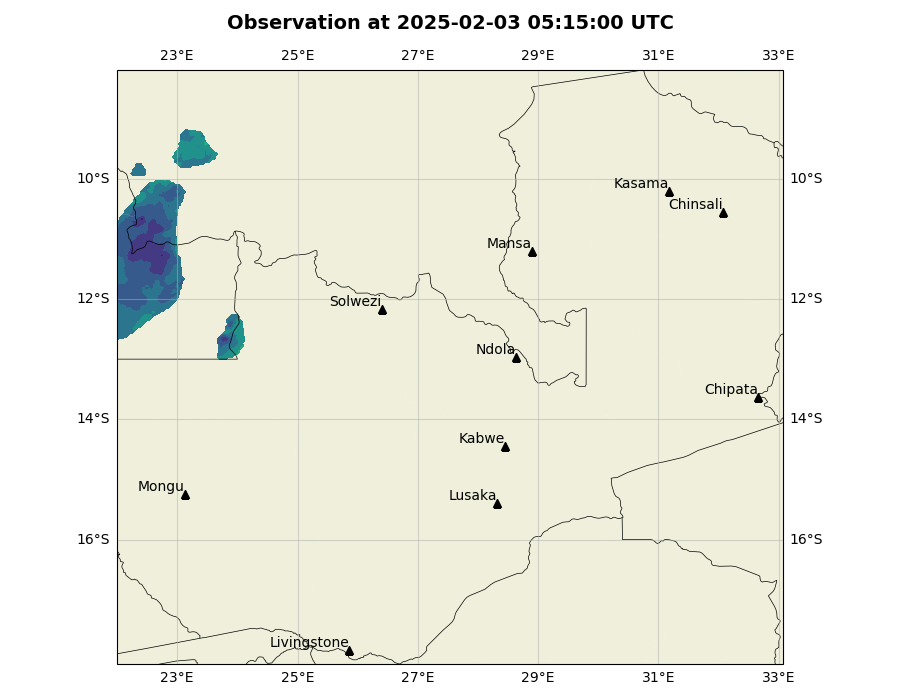 Observation at 2025-02-03 05:15:00 UTC
23°E 25°E 27°E 29°E 31°E 33°E
10°S 10°S
Kasama
Chinsali
Mansa
12°S 12°S
Solwezi
Ndola
Chipata
14°S 14°S
Kabwe
Mongu
Lusaka
16°S 16°S
Livingstone
23°E 25°E 27°E 29°E 31°E 33°E